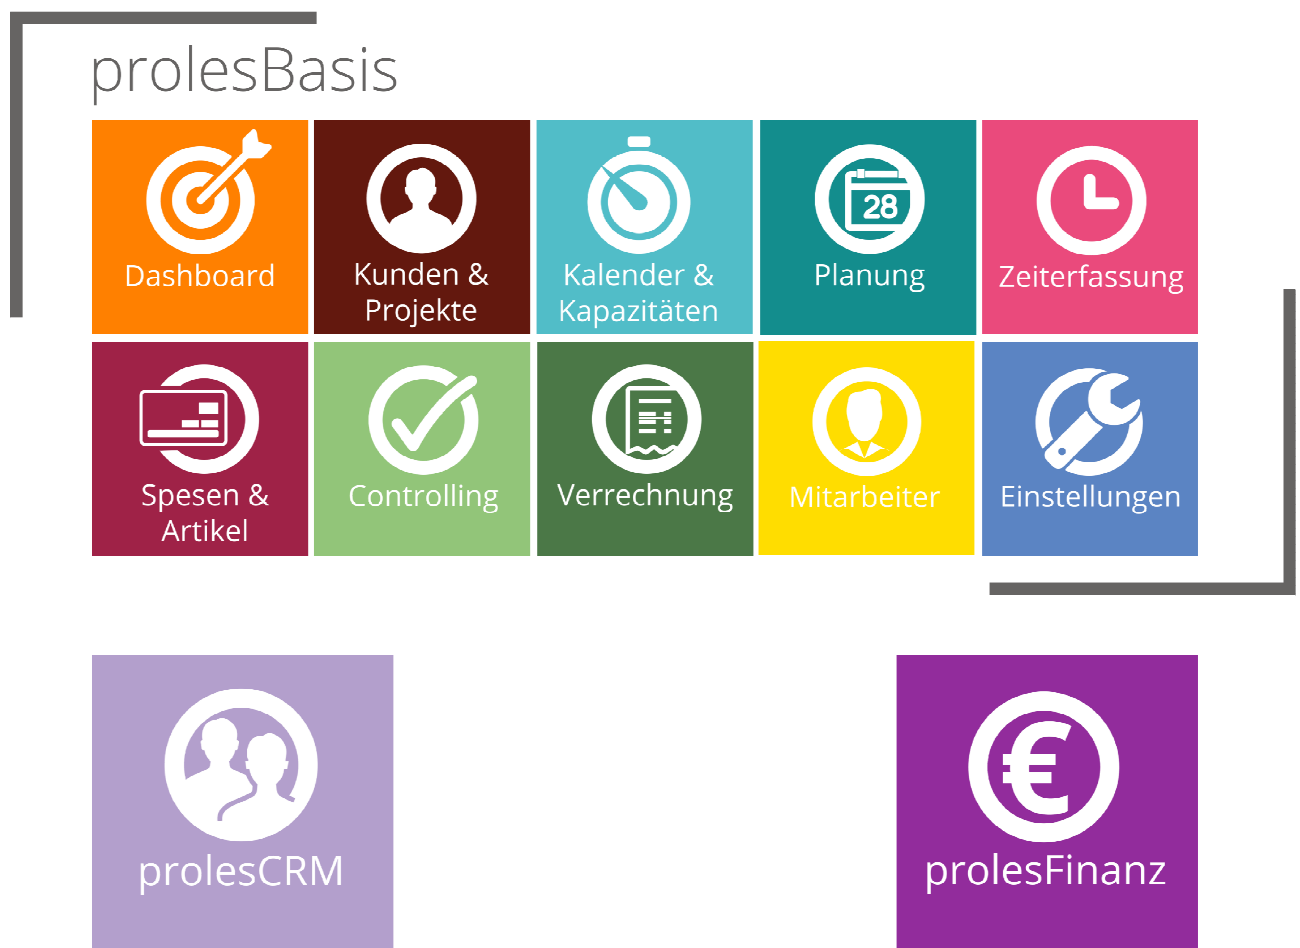 prolesBasis
Dashboard
Kunden &
Projekte
Kalender &
Kapazitäten
28
Planung
Zeiterfassung
Spesen &
Artikel
Controlling
Verrechnung
Mitarbeiter
Einstellungen
prolesCRM
€
prolesFinanz